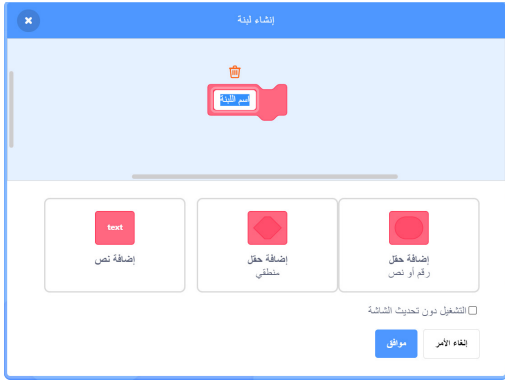 إنشاء لبنة
اسم اللبنة
إضافة حقل
رقم أو نص
إضافة حقل
منطقي
text
إضافة نص
التشغيل دون تحديث الشاشة
إلغاء الأمر
موافق